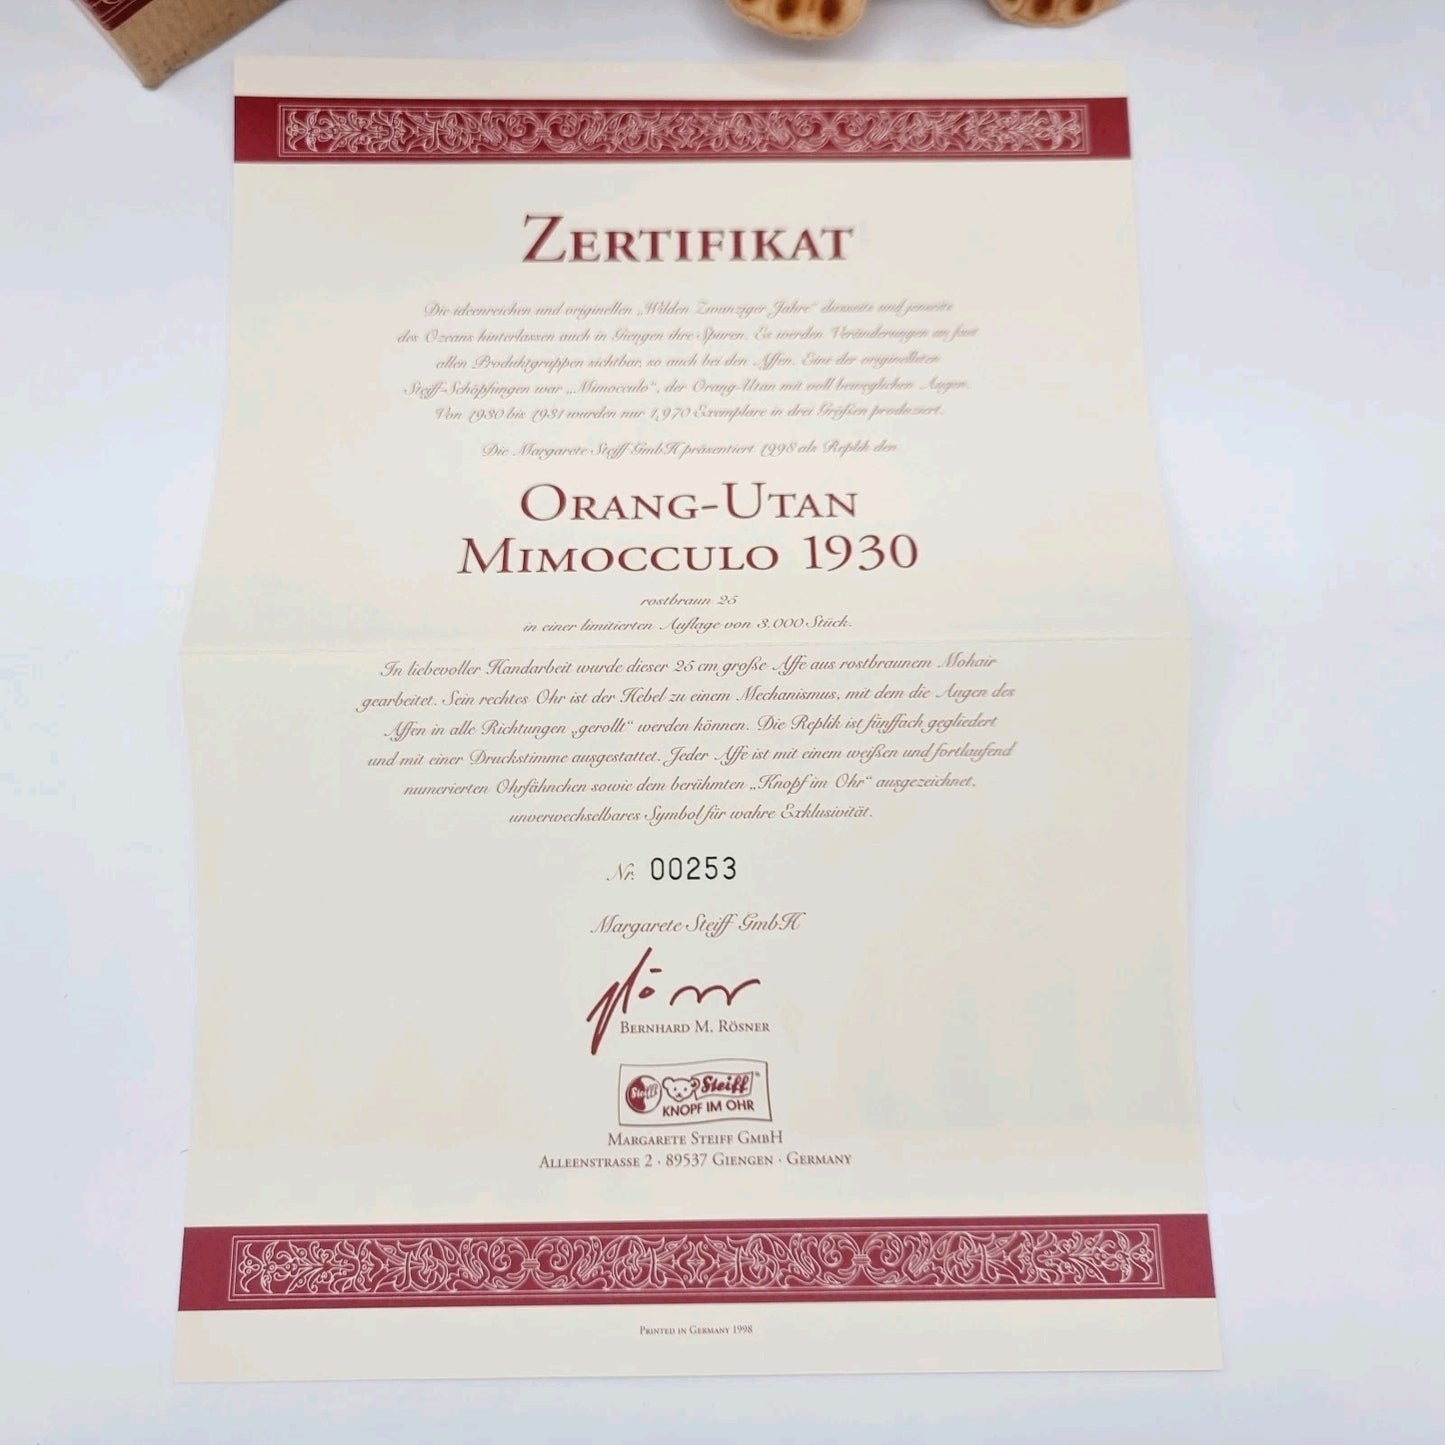 ZERTIFIKAT
Die ideenreichen und originellen „Wilden Zwanziger Jahre“ diesseits und jenseits
des Ozeans hinterlassen auch in Giengen ihre Spuren. Es werden Veränderungen an fast
allen Produktgruppen sichtbar, so auch bei den Affen. Eine der originellsten
Steiff-Schöpfungen war „Mimocculo“, der Orang-Utan mit voll beweglichen Augen.
Von 1930 bis 1931 wurden nur 1,970 Exemplare in drei Größen produziert.
Die Margarete Steiff GmbH präsentiert 1998 als Replik den
ORANG-UTAN
MIMOCCULO 1930
rostbraun 25
in einer limitierten Auflage von 3.000 Stück.
In liebevoller Handarbeit wurde dieser 25 cm große Affe aus rostbraunem Mohair
gearbeitet. Sein rechtes Ohr ist der Hebel zu einem Mechanismus, mit dem die Augen des
Affen in alle Richtungen „gerollt“ werden können. Die Replik ist fünffach gegliedert
und mit einer Druckstimme ausgestattet. Jeder Affe ist mit einem weißen und fortlaufend
numerierten Ohrfähnchen sowie dem berühmten „Knopf im Ohr“ ausgezeichnet,
unverwechselbares Symbol für wahre Exklusivität.
Nr. 00253
Margarete Steiff GmbH
BERNHARD M. RÖSNER
Steiff Steiff®
KNOPF IM OHR
MARGARETE STEIFF GMBH
ALLEENSTRASSE 2 · 89537 GIENGEN · GERMANY
PRINTED IN GERMANY 1998